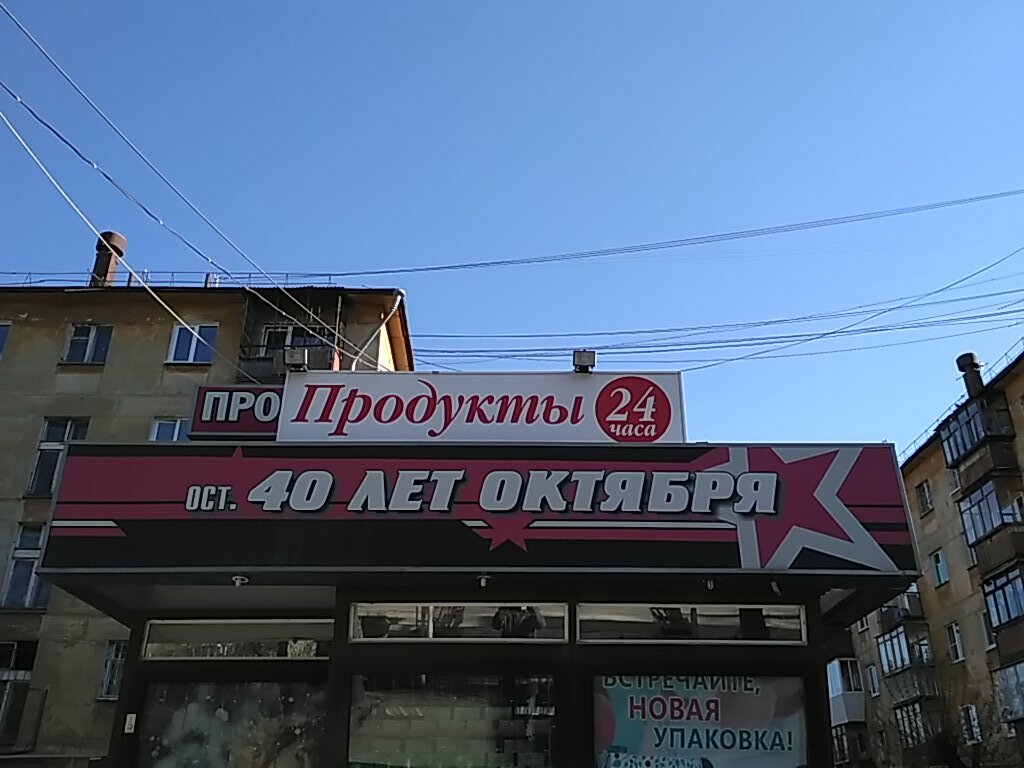 ПРО
Продукты 24 часа
ОСТ. 40 ЛЕТ ОКТЯБРЯ
ВСТРЕЧАЙТЕ,
НОВАЯ
УПАКОВКА!